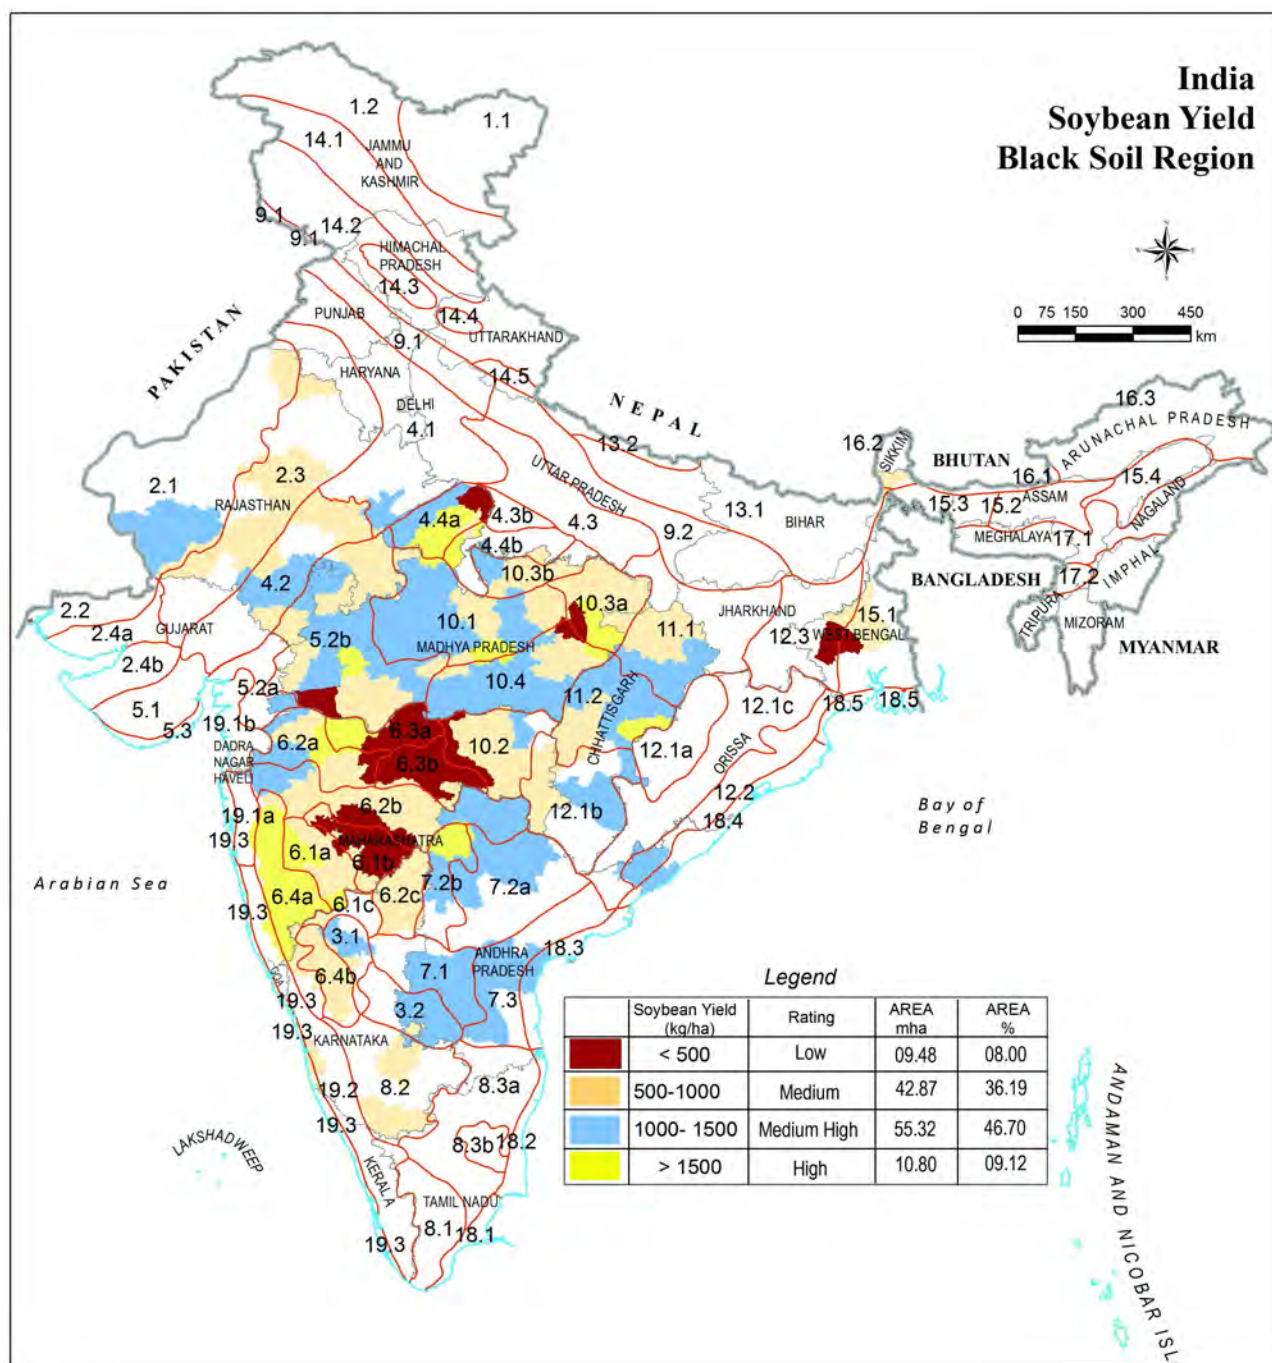 India
Soybean Yield
Black Soil Region
1.2
1.1
14.1
JAMMU
AND
KASHMIR
9.1
14.2
9.1
HIMACHAL
PRADESH
14.3
0 75 150 300 450
km
PAKISTAN
PUNJAB
14.4
UTTARAKHAND
9.1
HARYANA
14.5
DELHI
NEPAL
4.1
13.2
16.3
ARUNACHAL PRADESH
16.2
SIKKIM
BHUTAN
16.1
15.4
2.3
2.1
RAJASTHAN
UTTAR PRADESH
13.1
BIHAR
15.3
15.2
ASSAM
NAGALAND
4.4a
4.3b
4.3
9.2
MEGHALAYA
17.1
4.4b
10.3b
BANGLADESH
17.2
IMPHAL
4.2
10.3a
2.2
2.4a
GUJARAT
JHARKHAND
15.1
TRIPURA
MIZORAM
5.2b
10.1
MADHYA PRADESH
11.1
12.3
WEST BENGAL
MYANMAR
2.4b
10.4
11.2
CHHATTISGARH
5.1
5.2a
12.1c
18.5
18.5
5.3
19.1b
DADRA
NAGAR
HAVELI
6.2a
6.3a
10.2
12.1a
ORISSA
6.3b
12.2
19.1a
6.2b
12.1b
18.4
Bay of
Bengal
19.3
MAHARASHATRA
6.1a
6.1b
Arabian Sea
6.4a
6.1c
6.2c
7.2b
7.2a
19.3
3.1
18.3
GOA
6.4b
7.1
ANDHRA
PRADESH
19.3
3.2
7.3
19.3
KARNATAKA
Legend
Soybean Yield
(kg/ha) Rating AREA
mha AREA
%
< 500 Low 09.48 08.00
500-1000 Medium 42.87 36.19
1000- 1500 Medium High 55.32 46.70
> 1500 High 10.80 09.12
19.2
8.2
8.3a
19.3
8.3b
18.2
LAKSHADWEEP
KERALA
TAMIL NADU
8.1
18.1
19.3
ANDAMAN AND NICOBAR ISL